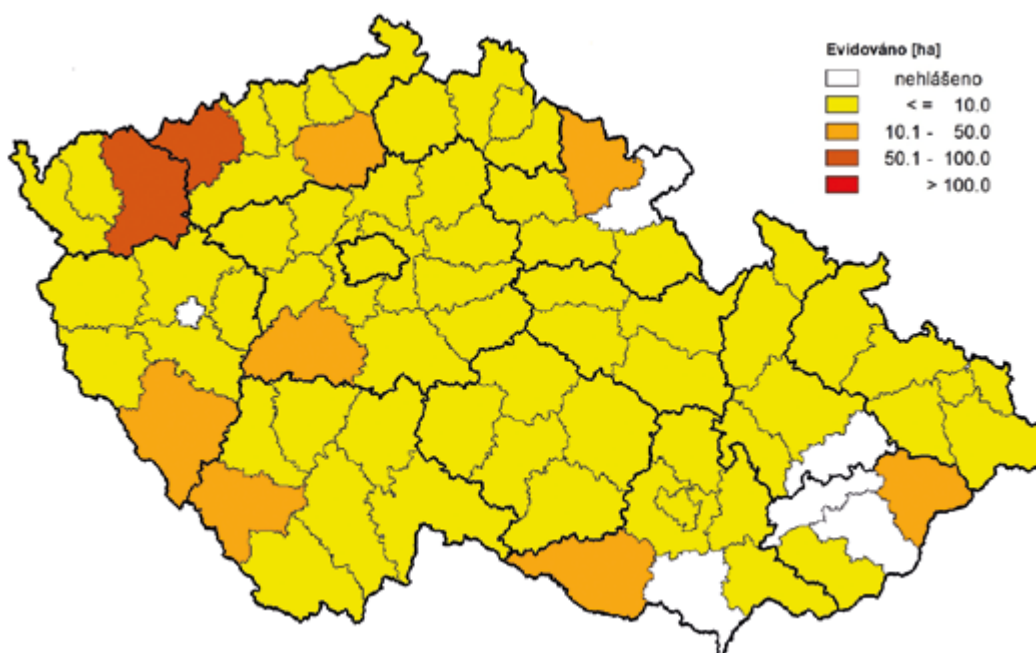 Evidováno [ha]
nehlášeno
< = 10.0
10.1 - 50.0
50.1 - 100.0
> 100.0